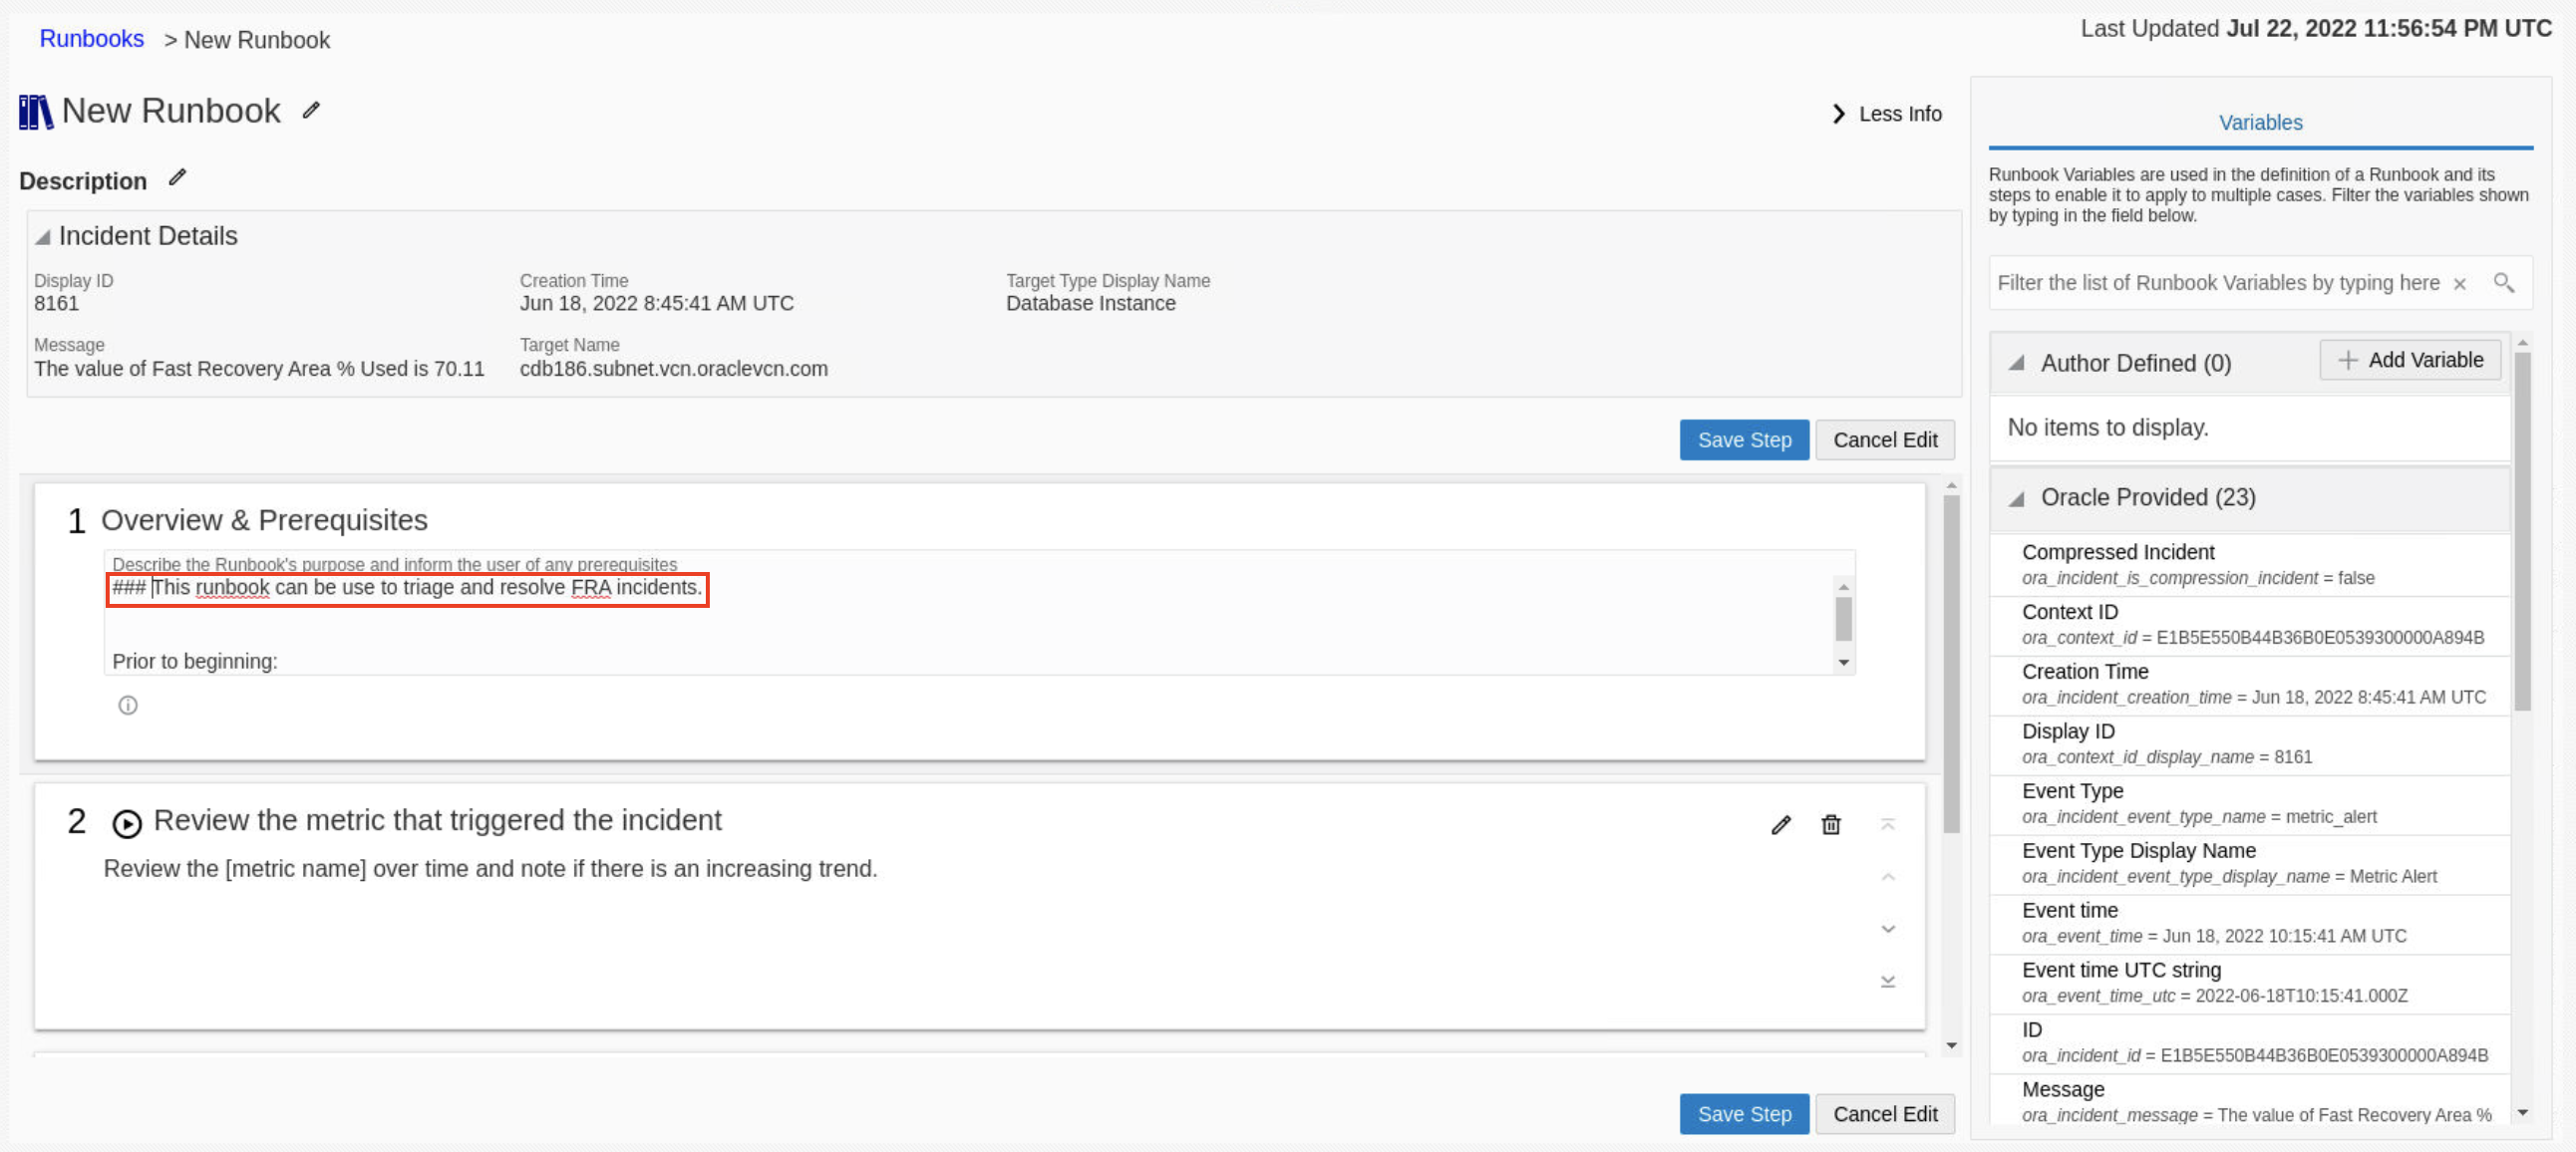 Runbooks > New Runbook
Last Updated Jul 22, 2022 11:56:54 PM UTC
New Runbook
Less Info
Description
Incident Details
Display ID
8161
Creation Time
Jun 18, 2022 8:45:41 AM UTC
Target Type Display Name
Database Instance
Message
The value of Fast Recovery Area % Used is 70.11
Target Name
cdb186.subnet.vcn.oraclevcn.com
Save Step
Cancel Edit
1 Overview & Prerequisites
Describe the Runbook's purpose and inform the user of any prerequisites
### This runbook can be use to triage and resolve FRA incidents.
Prior to beginning:
2 Review the metric that triggered the incident
Review the [metric name] over time and note if there is an increasing trend.
Save Step
Cancel Edit
Variables
Runbook Variables are used in the definition of a Runbook and its
steps to enable it to apply to multiple cases. Filter the variables shown
by typing in the field below.
Filter the list of Runbook Variables by typing here
Author Defined (0)
Add Variable
No items to display.
Oracle Provided (23)
Compressed Incident
ora_incident_is_compression_incident = false
Context ID
ora_context_id = E1B5E550B44B36B0E0539300000A894B
Creation Time
ora_incident_creation_time = Jun 18, 2022 8:45:41 AM UTC
Display ID
ora_context_id_display_name = 8161
Event Type
ora_incident_event_type_name = metric_alert
Event Type Display Name
ora_incident_event_type_display_name = Metric Alert
Event time
ora_event_time = Jun 18, 2022 10:15:41 AM UTC
Event time UTC string
ora_event_time_utc = 2022-06-18T10:15:41.000Z
ID
ora_incident_id = E1B5E550B44B36B0E0539300000A894B
Message
ora_incident_message = The value of Fast Recovery Area %